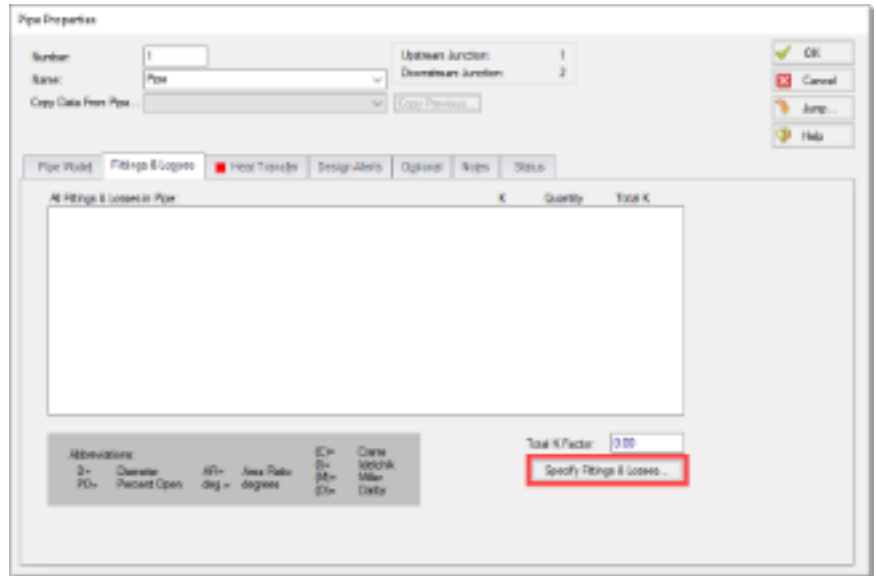 Pipe Properties
Number: 1
Name: Pipe
Copy Data From Pipe... Copy Previous...
Upstream Junction: 1
Downstream Junction: 2
OK
Cancel
Jump...
Help
Pipe Model Fittings & Losses Heat Transfer Design Alerts Optional Notes Status
All Fittings & Losses in Pipe: K Quantity Total K
Abbreviations:
D= Diameter AR= Area Ratio (C)= Crane
PO= Percent Open deg = degrees (I)= Idelchik
(M)= Miller
(D)= Darby
Total K Factor: 0.00
Specify Fittings & Losses...